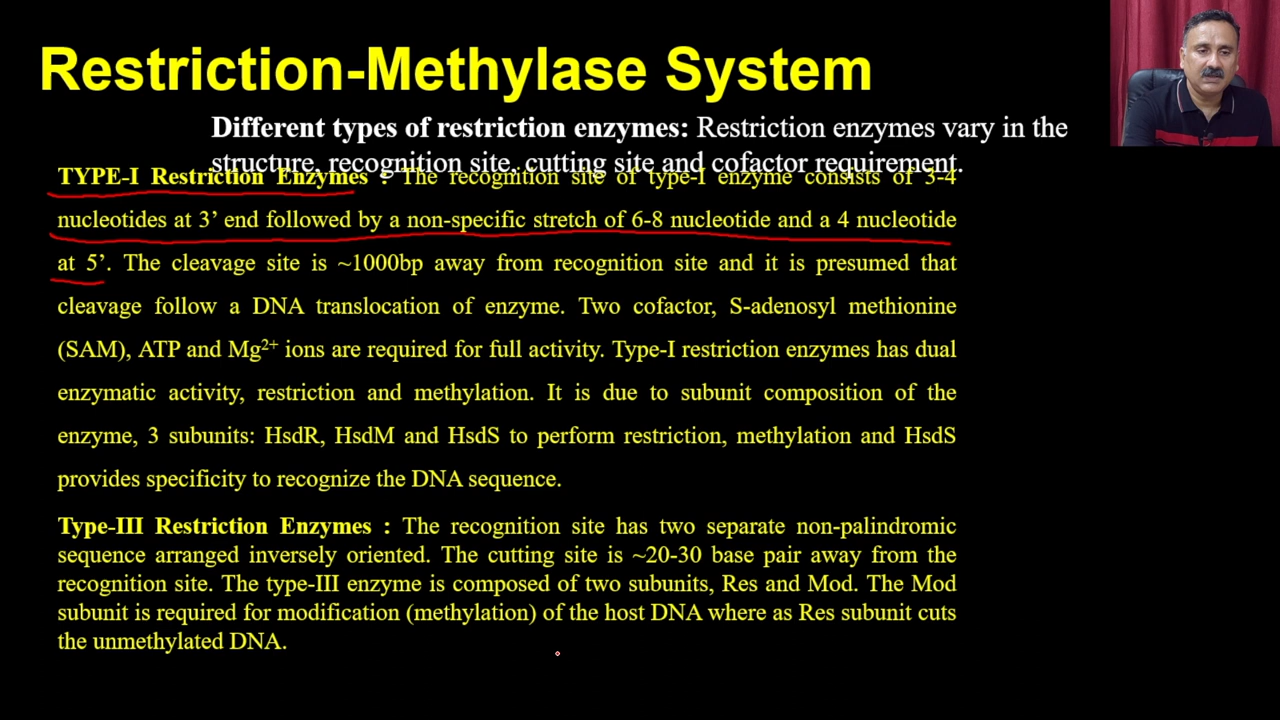 Restriction-Methylase System
Different types of restriction enzymes: Restriction enzymes vary in the
structure, recognition site, cutting site and cofactor requirement.
TYPE-I Restriction Enzymes : The recognition site of type-I enzyme consists of 3-4
nucleotides at 3’ end followed by a non-specific stretch of 6-8 nucleotide and a 4 nucleotide
at 5’. The cleavage site is ~1000bp away from recognition site and it is presumed that
cleavage follow a DNA translocation of enzyme. Two cofactor, S-adenosyl methionine
(SAM), ATP and Mg²⁺ ions are required for full activity. Type-I restriction enzymes has dual
enzymatic activity, restriction and methylation. It is due to subunit composition of the
enzyme, 3 subunits: HsdR, HsdM and HsdS to perform restriction, methylation and HsdS
provides specificity to recognize the DNA sequence.
Type-III Restriction Enzymes : The recognition site has two separate non-palindromic
sequence arranged inversely oriented. The cutting site is ~20-30 base pair away from the
recognition site. The type-III enzyme is composed of two subunits, Res and Mod. The Mod
subunit is required for modification (methylation) of the host DNA where as Res subunit cuts
the unmethylated DNA.